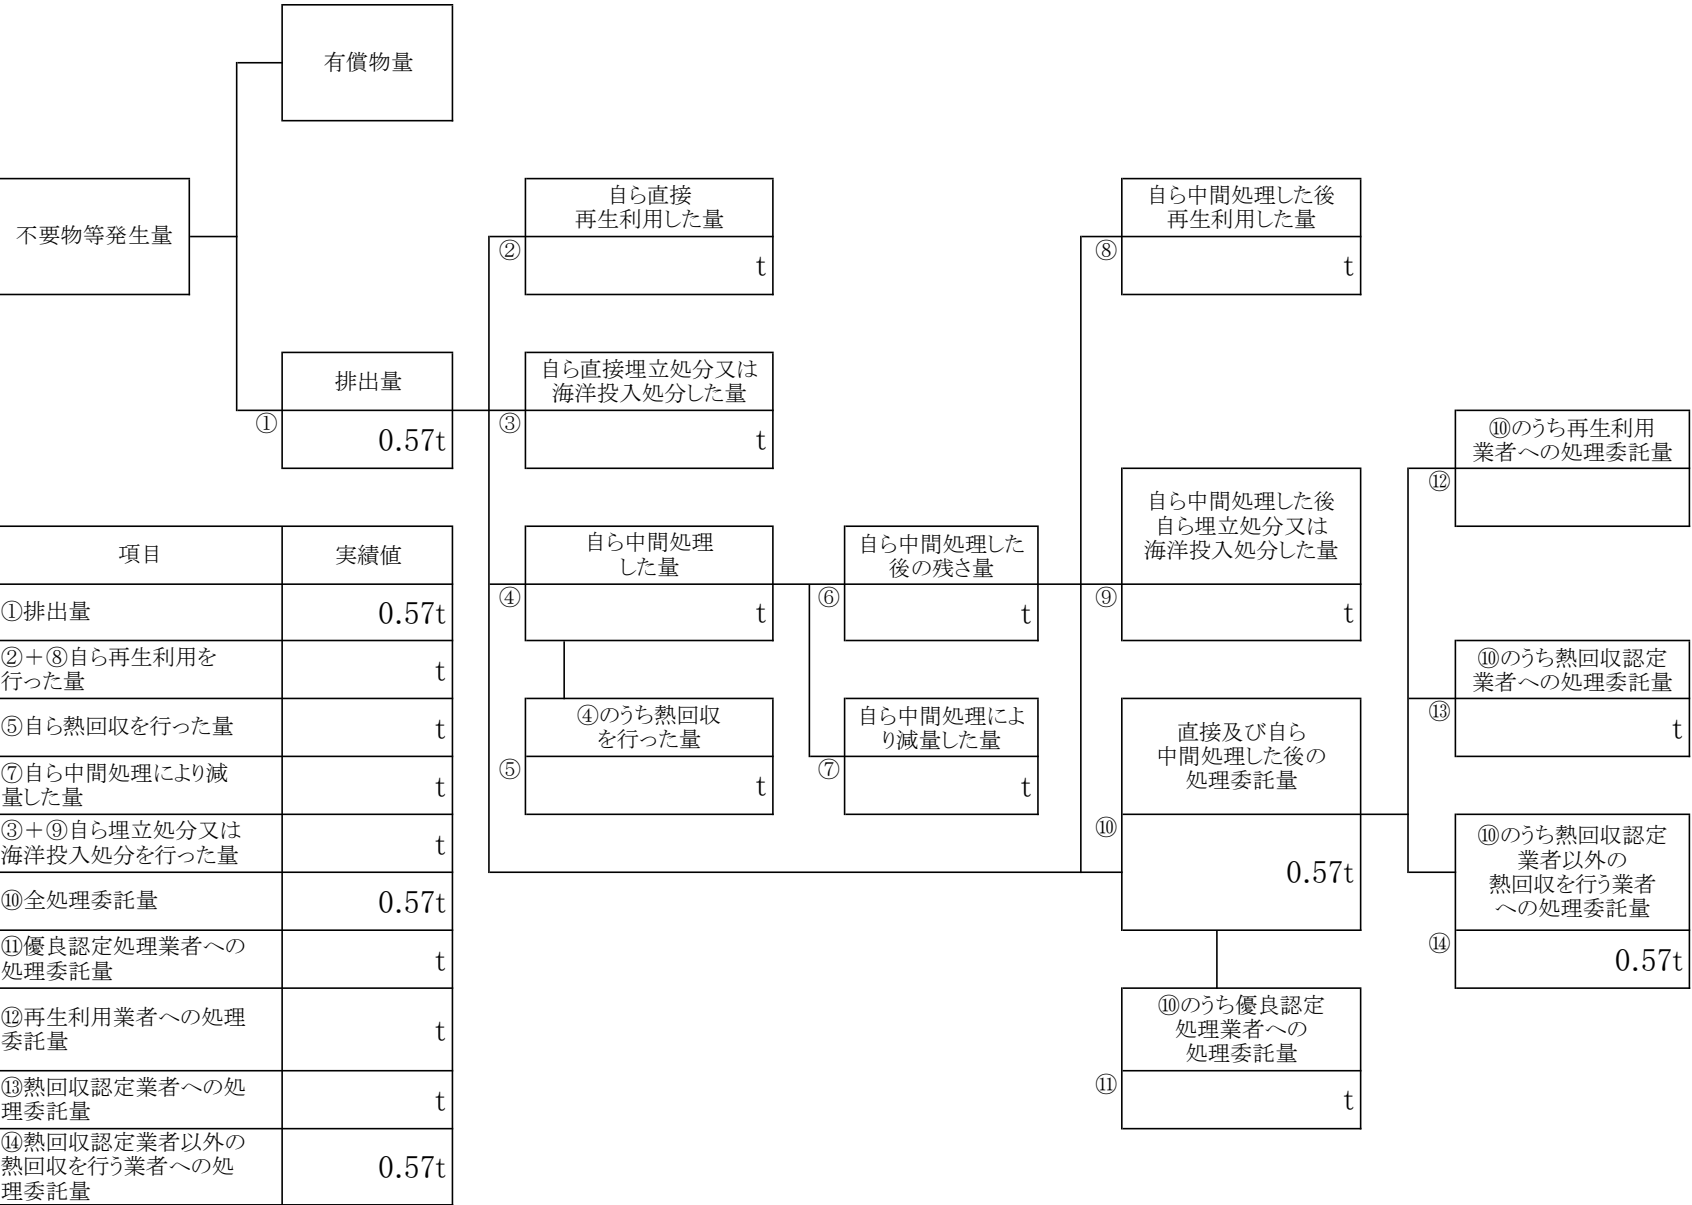 有償物量
不要物等発生量
自ら直接
再生利用した量
②
t
自ら中間処理した後
再生利用した量
⑧
t
排出量
①
0.57t
自ら直接埋立処分又は
海洋投入処分した量
③
t
⑩のうち再生利用
業者への処理委託量
⑫
自ら中間処理した後
自ら埋立処分又は
海洋投入処分した量
⑨
t
自ら中間処理
した量
④
t
自ら中間処理した
後の残さ量
⑥
t
⑩のうち熱回収認定
業者への処理委託量
⑬
t
④のうち熱回収
を行った量
⑤
t
自ら中間処理によ
り減量した量
⑦
t
直接及び自ら
中間処理した後の
処理委託量
⑩
0.57t
⑩のうち熱回収認定
業者以外の
熱回収を行う業者
への処理委託量
⑭
0.57t
⑩のうち優良認定
処理業者への
処理委託量
⑪
t
項目
実績値
①排出量
0.57t
②+⑧自ら再生利用を
行った量
t
⑤自ら熱回収を行った量
t
⑦自ら中間処理により減
量した量
t
③+⑨自ら埋立処分又は
海洋投入処分を行った量
t
⑩全処理委託量
0.57t
⑪優良認定処理業者への
処理委託量
t
⑫再生利用業者への処理
委託量
t
⑬熱回収認定業者への処
理委託量
t
⑭熱回収認定業者以外の
熱回収を行う業者への処
理委託量
0.57t